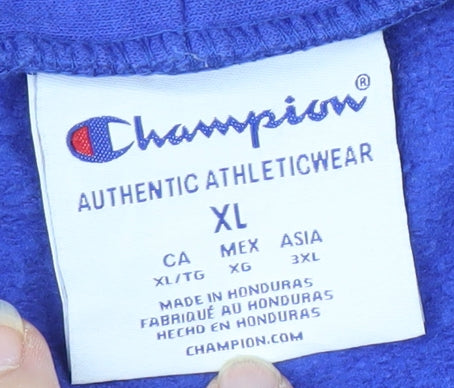 Champion®
AUTHENTIC ATHLETICWEAR
XL
CA MEX ASIA
XL/TG XG 3XL
MADE IN HONDURAS
FABRIQUÉ AU HONDURAS
HECHO EN HONDURAS
CHAMPION.COM